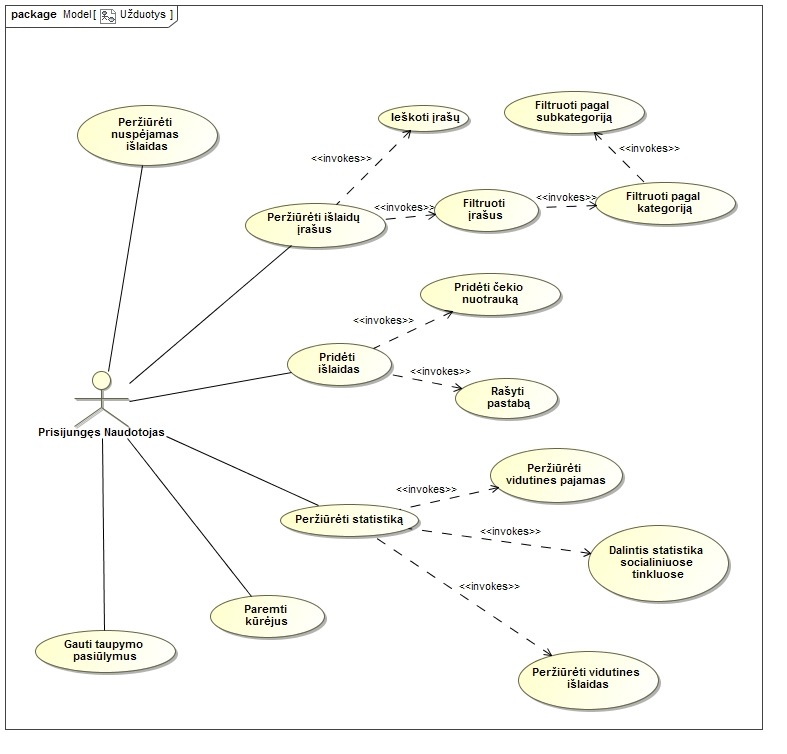 package Model [ Užduotys ]
Peržiūrėti
nuspėjamas
išlaidas
Ieškoti įrašų
Filtruoti pagal
subkategoriją
<<invokes>>
<<invokes>>
Peržiūrėti išlaidų
įrašus
<<invokes>>
Filtruoti
įrašus
<<invokes>>
Filtruoti pagal
kategoriją
Pridėti čekio
nuotrauką
<<invokes>>
Pridėti
išlaidas
<<invokes>>
Rašyti
pastabą
Prisijungęs Naudotojas
Peržiūrėti
vidutines pajamas
<<invokes>>
Peržiūrėti statistiką
<<invokes>>
Dalintis statistika
socialiniuose
tinkluose
<<invokes>>
Paremti
kūrėjus
Gauti taupymo
pasiūlymus
Peržiūrėti vidutines
išlaidas